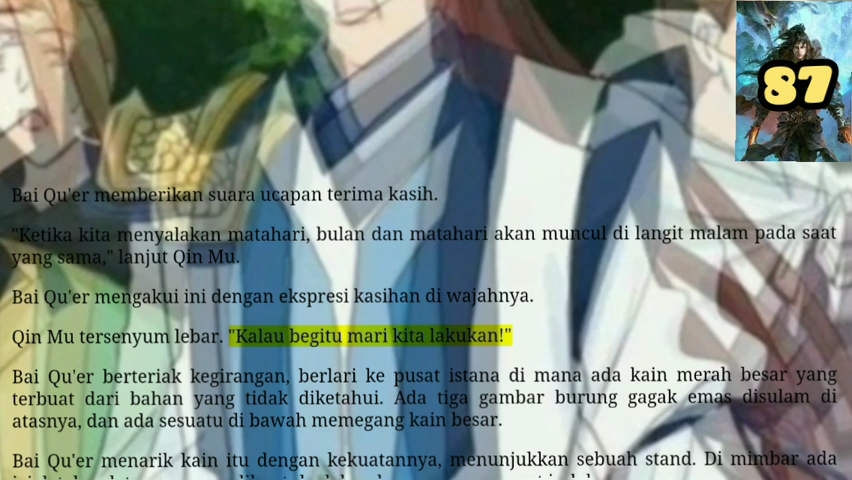 87
Bai Qu'er memberikan suara ucapan terima kasih.
"Ketika kita menyalakan matahari, bulan dan matahari akan muncul di langit malam pada saat
yang sama," lanjut Qin Mu.
Bai Qu'er mengakui ini dengan ekspresi kasihan di wajahnya.
Qin Mu tersenyum lebar. "Kalau begitu mari kita lakukan!"
Bai Qu'er berteriak kegirangan, berlari ke pusat istana di mana ada kain merah besar yang
terbuat dari bahan yang tidak diketahui. Ada tiga gambar burung gagak emas disulam di
atasnya, dan ada sesuatu di bawah memegang kain besar.
Bai Qu'er menarik kain itu dengan kekuatannya, menunjukkan sebuah stand. Di mimbar ada